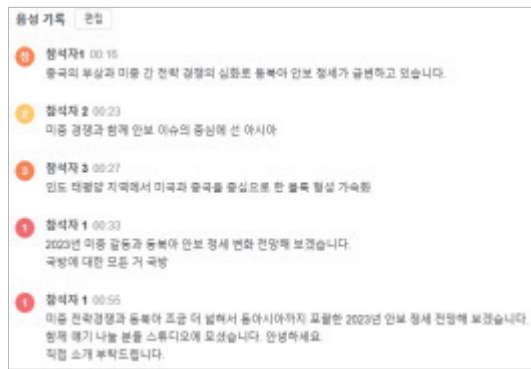 음성 기록 편집
참 참석자1 00:16
중국의 부상과 미중 간 전략 경쟁의 심화로 동북아 안보 정세가 급변하고 있습니다.
2 참석자 2 00:23
미중 경쟁과 함께 안보 이슈의 중심에 선 아시아
3 참석자 3 00:27
인도 태평양 지역에서 미국과 중국을 중심으로 한 블록 형성 가속화
1 참석자 1 00:33
2023년 미중 갈등과 동북아 안보 정세 변화 전망해 보겠습니다.
국방에 대한 모든 거 국방
1 참석자 1 00:55
미중 전략경쟁과 동북아 조금 더 넓혀서 동아시아까지 포괄한 2023년 안보 정세 전망해 보겠습니다.
함께 얘기 나눌 분들 스튜디오에 모셨습니다. 안녕하세요.
직접 소개 부탁드립니다.